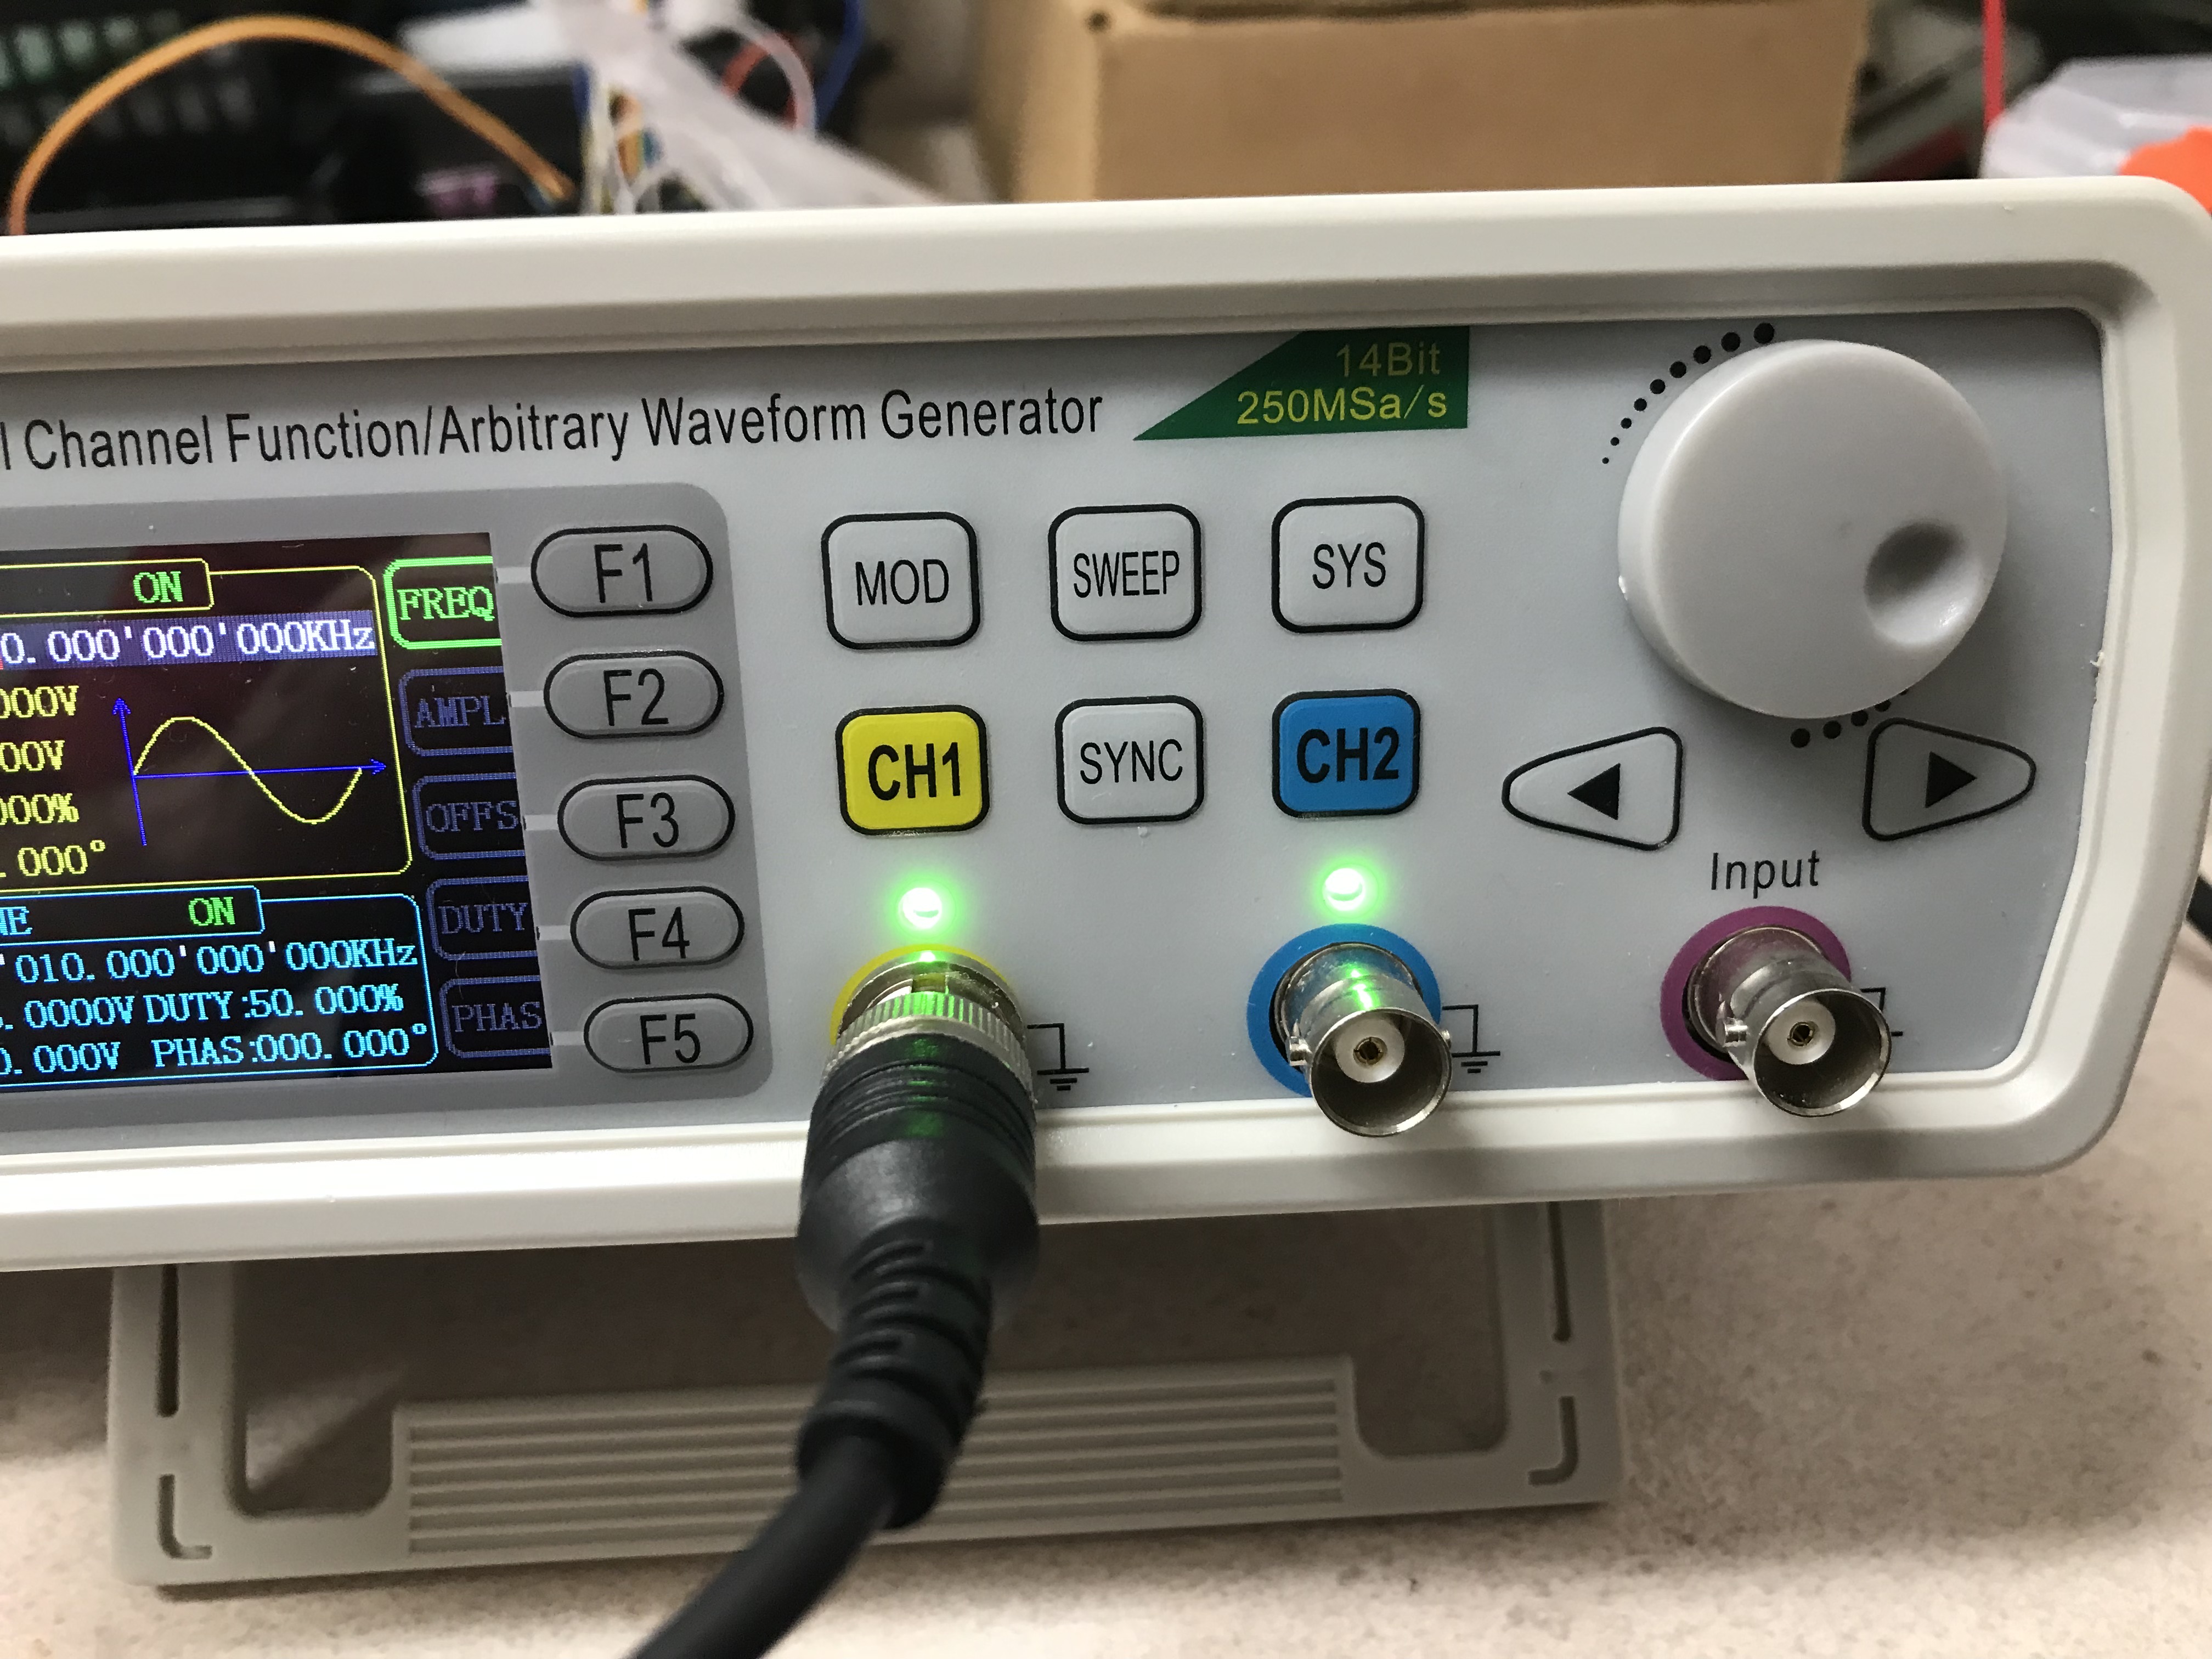 l Channel Function/Arbitrary Waveform Generator
14Bit
250MSa/s
ON
0.000'000'000KHz
000V
00V
000%
.000°
FREQ
AMPL
OFFS
DUTY
PHAS
NE
ON
'010.000'000'000KHz
.0000V DUTY:50.000%
0.000V PHAS:000.000°
F1
F2
F3
F4
F5
MOD
SWEEP
SYS
CH1
SYNC
CH2
Input